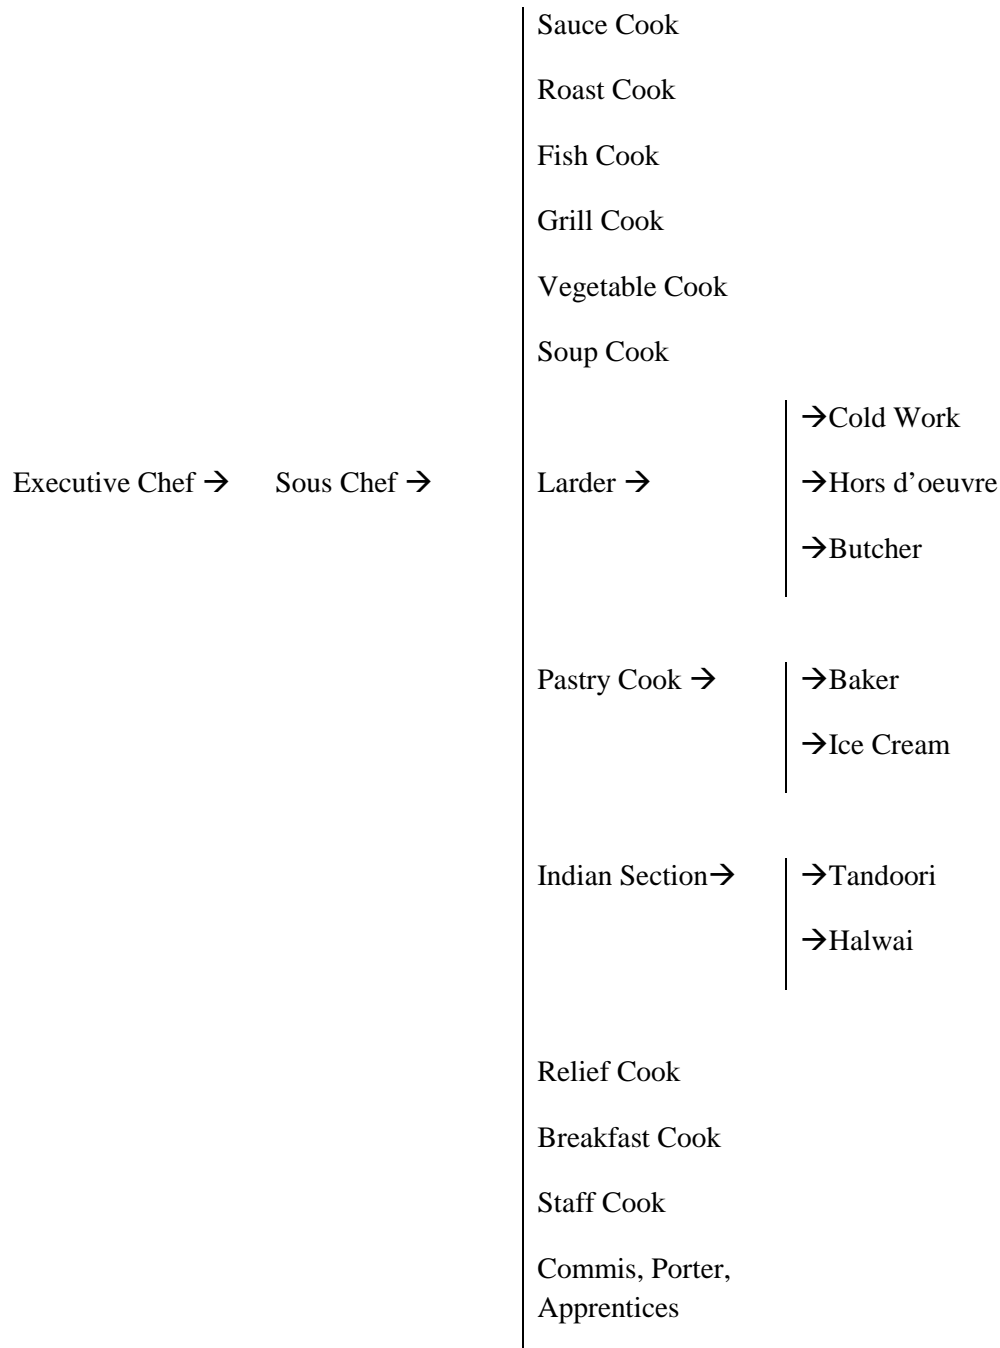 Sauce Cook
Roast Cook
Fish Cook
Grill Cook
Vegetable Cook
Soup Cook
→Cold Work
Executive Chef → Sous Chef → Larder → →Hors d’oeuvre
→Butcher
Pastry Cook → →Baker
→Ice Cream
Indian Section→ →Tandoori
→Halwai
Relief Cook
Breakfast Cook
Staff Cook
Commis, Porter,
Apprentices